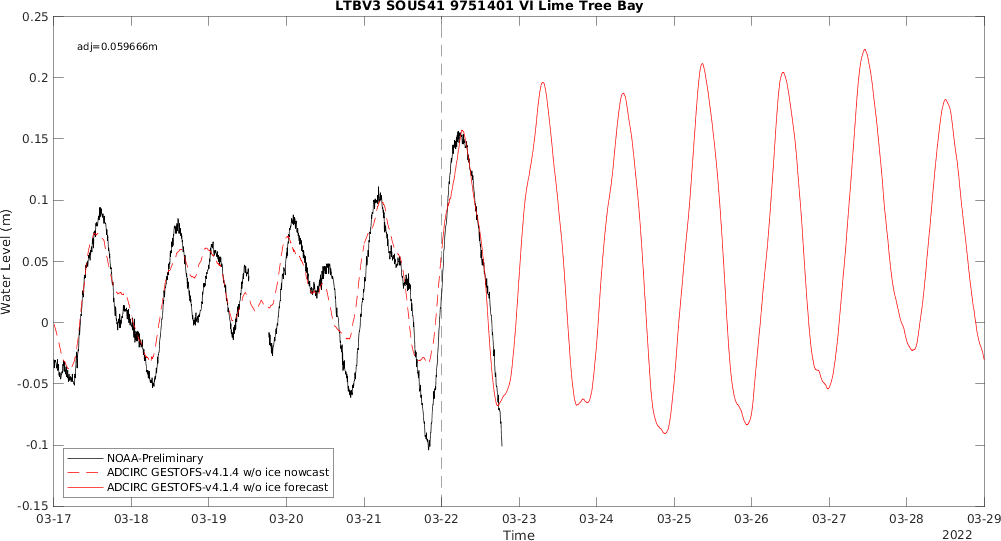 LTBV3 SOUS41 9751401 VI Lime Tree Bay
adj=0.059666m
0.25
0.2
0.15
0.1
0.05
0
-0.05
-0.1
-0.15
Water Level (m)
NOAA-Preliminary
ADCIRC GESTOFS-v4.1.4 w/o ice nowcast
ADCIRC GESTOFS-v4.1.4 w/o ice forecast
03-17 03-18 03-19 03-20 03-21 03-22 03-23 03-24 03-25 03-26 03-27 03-28 03-29
Time
2022